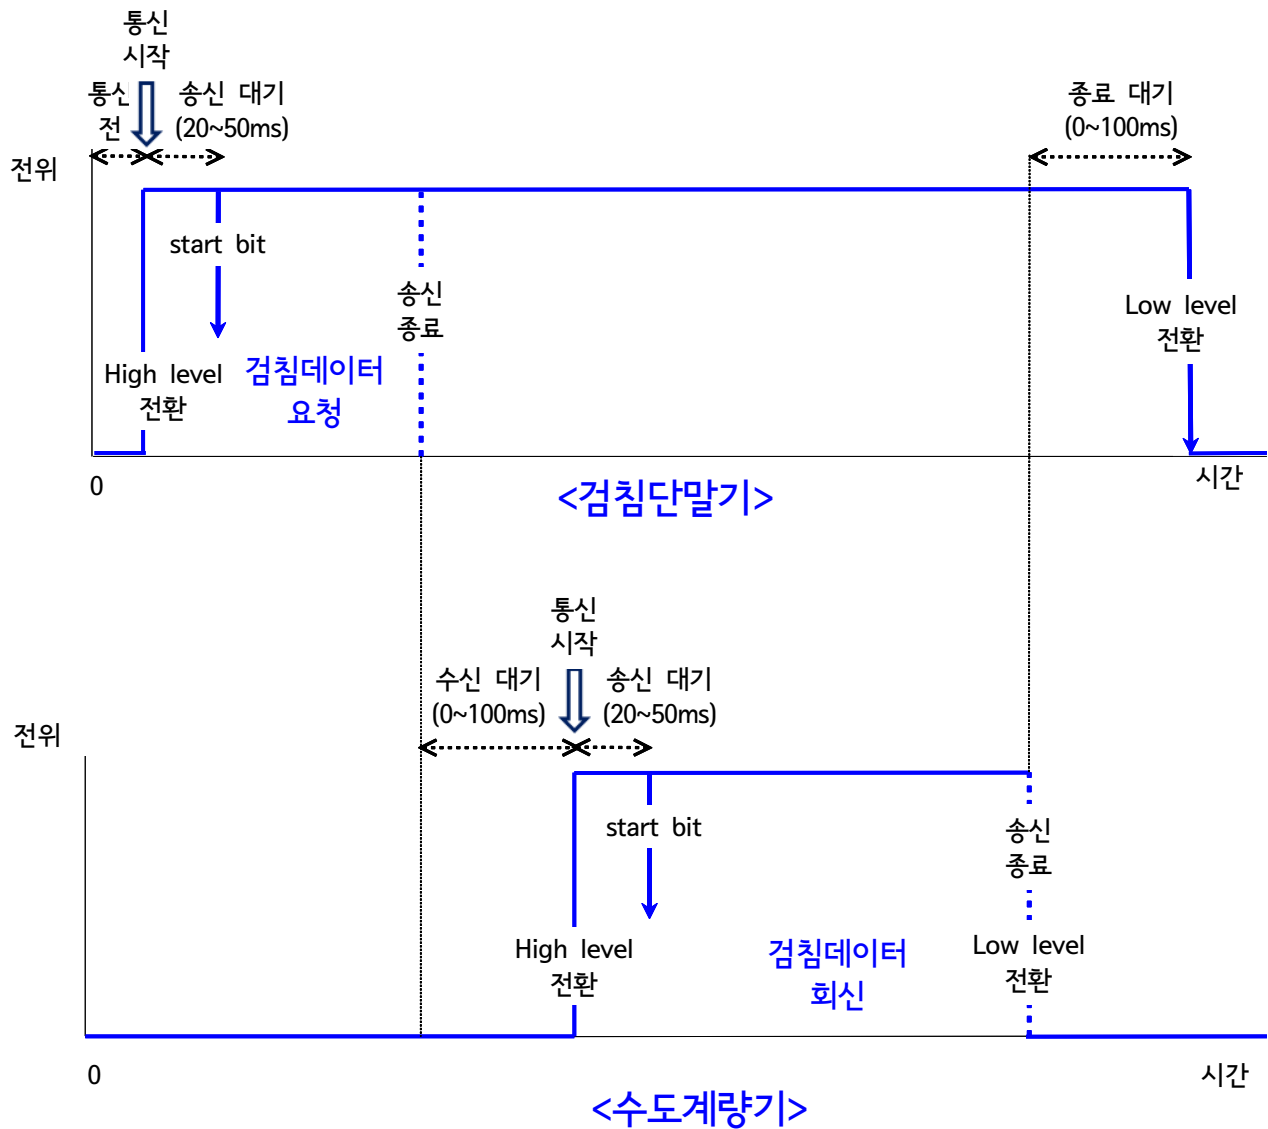 통신
시작
통신
전
송신 대기
(20~50ms)
종료 대기
(0~100ms)
전위
start bit
송신
종료
Low level
전환
High level
전환
검침데이터
요청
0
시간
<검침단말기>
통신
시작
수신 대기
(0~100ms)
송신 대기
(20~50ms)
전위
start bit
송신
종료
High level
전환
검침데이터
회신
Low level
전환
0
시간
<수도계량기>